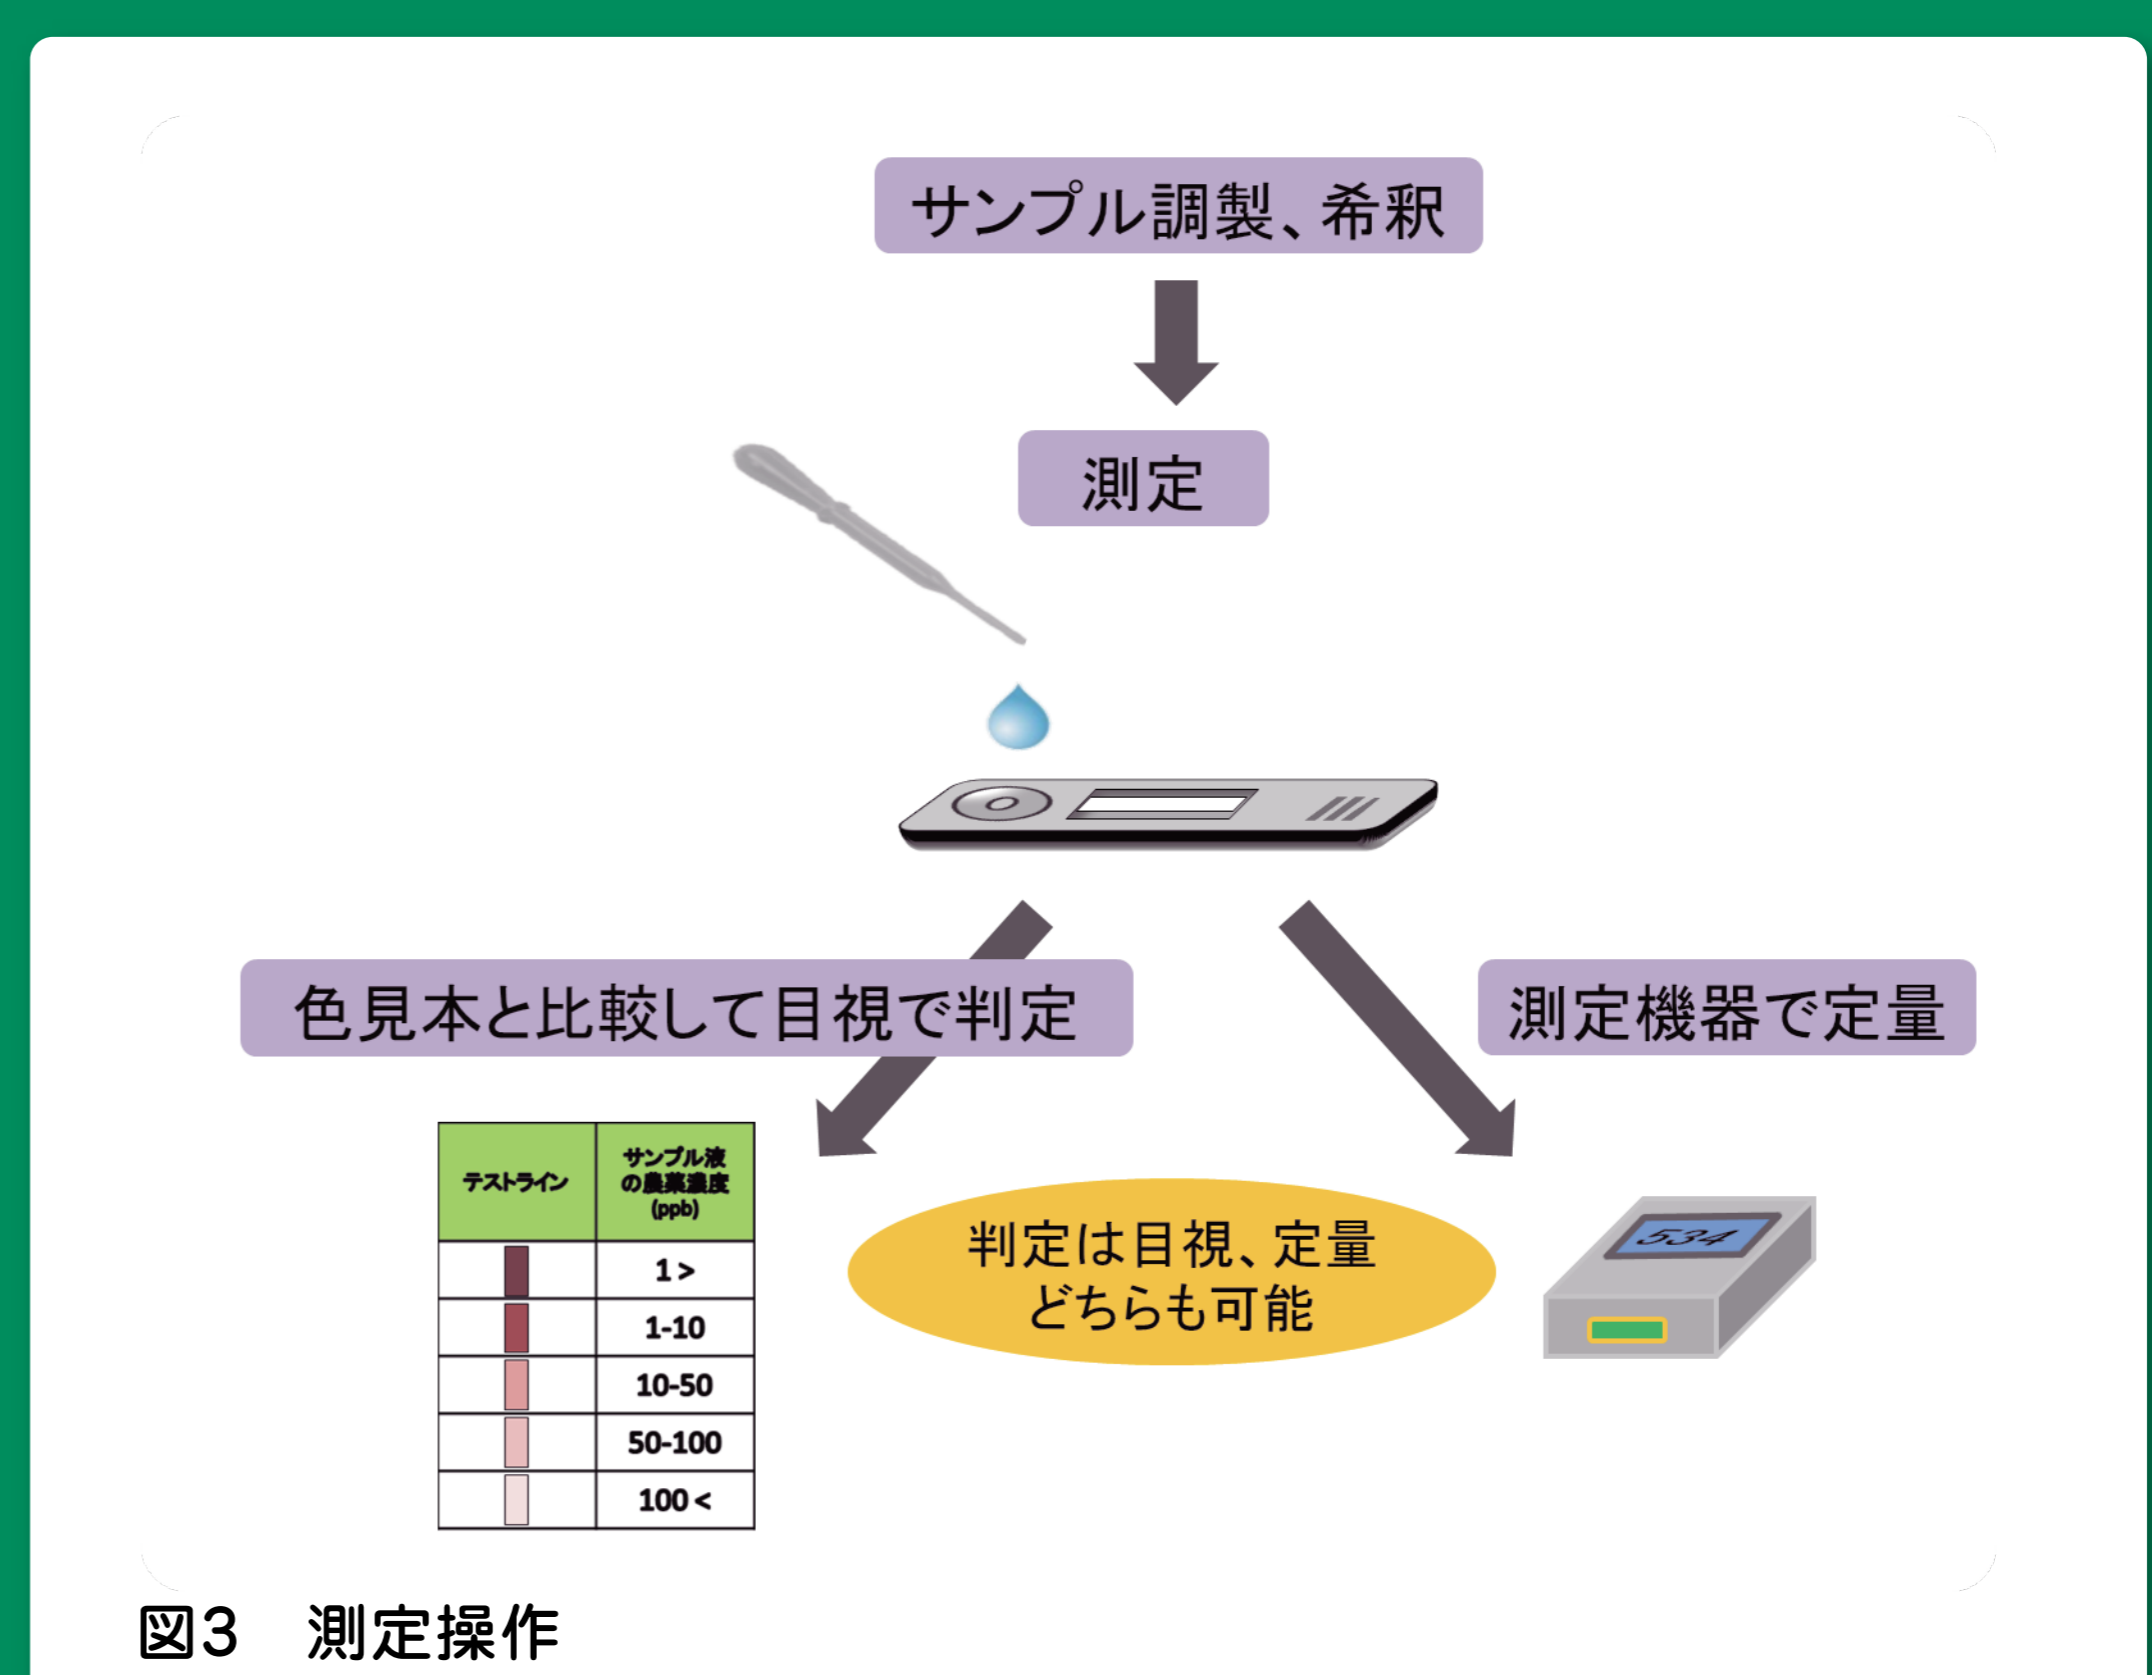 サンプル調製、希釈
測定
色見本と比較して目視で判定
測定機器で定量
テストライン
サンプル液
の農薬濃度
(ppb)
1 >
1-10
10-50
50-100
100 <
判定は目視、定量
どちらも可能
534
図3 測定操作